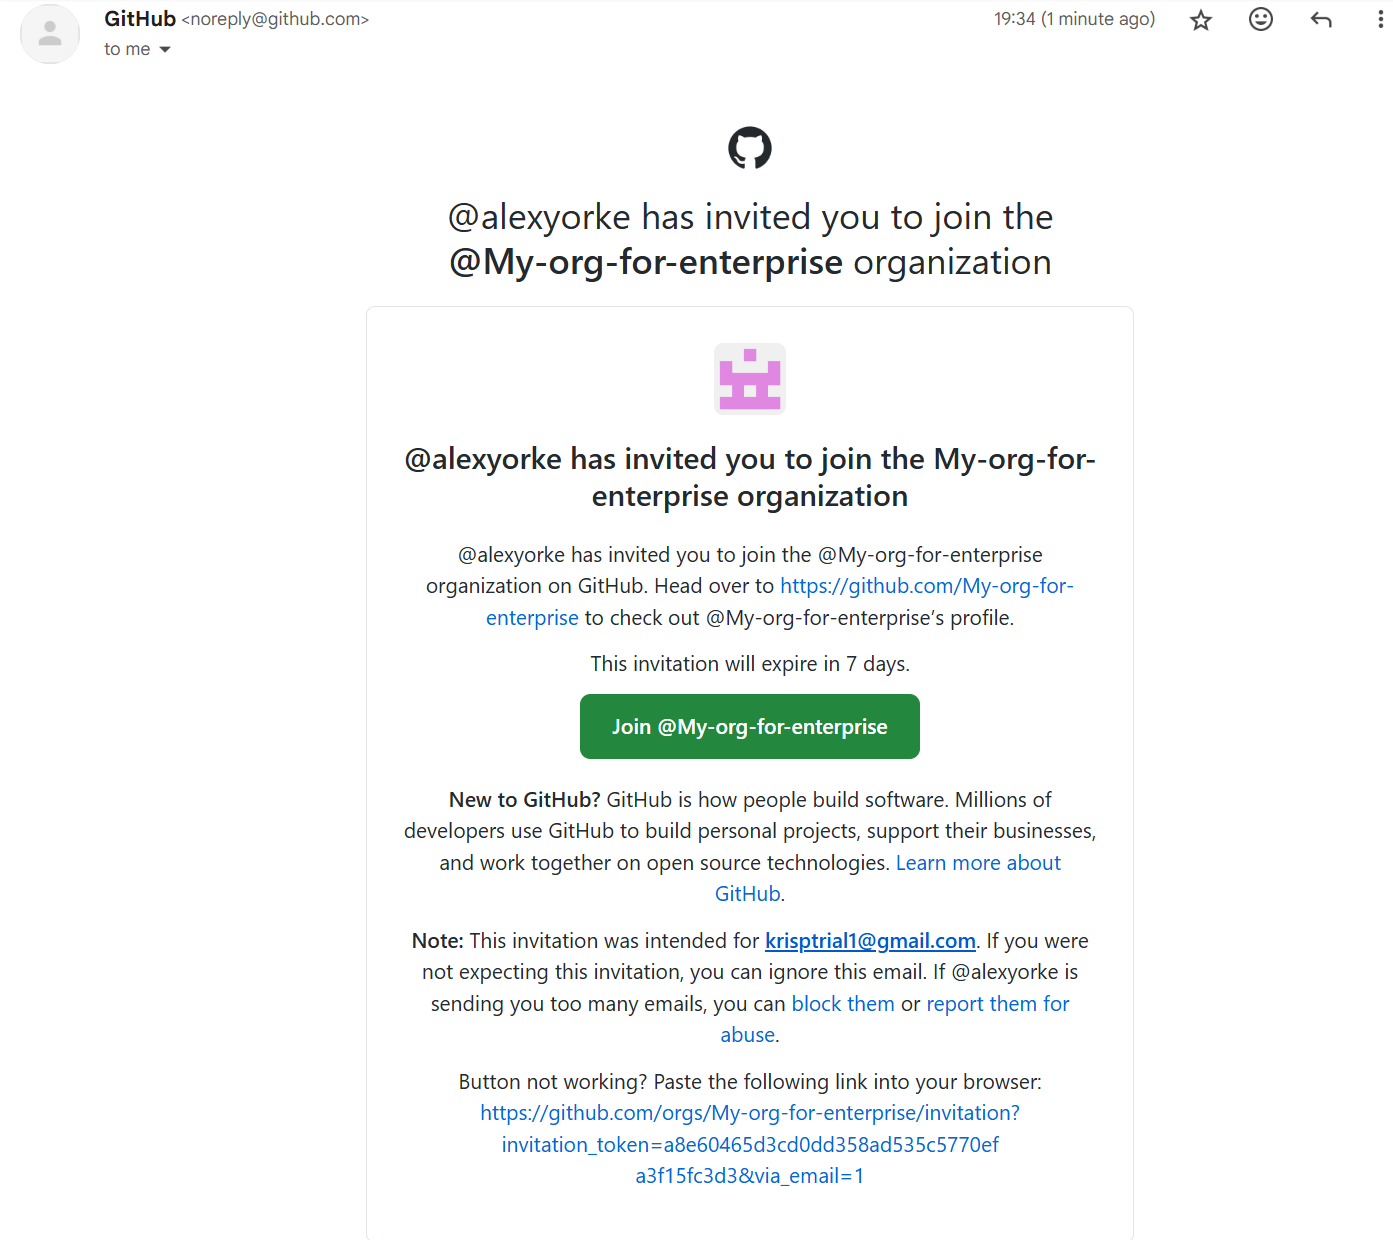 GitHub <noreply@github.com>
19:34 (1 minute ago)
to me
@alexyorke has invited you to join the
@My-org-for-enterprise organization
@alexyorke has invited you to join the My-org-for-
enterprise organization
@alexyorke has invited you to join the @My-org-for-enterprise
organization on GitHub. Head over to https://github.com/My-org-for-
enterprise to check out @My-org-for-enterprise’s profile.
This invitation will expire in 7 days.
Join @My-org-for-enterprise
New to GitHub? GitHub is how people build software. Millions of
developers use GitHub to build personal projects, support their businesses,
and work together on open source technologies. Learn more about
GitHub.
Note: This invitation was intended for krisptrial1@gmail.com. If you were
not expecting this invitation, you can ignore this email. If @alexyorke is
sending you too many emails, you can block them or report them for
abuse.
Button not working? Paste the following link into your browser:
https://github.com/orgs/My-org-for-enterprise/invitation?
invitation_token=a8e60465d3cd0dd358ad535c5770ef
a3f15fc3d3&via_email=1